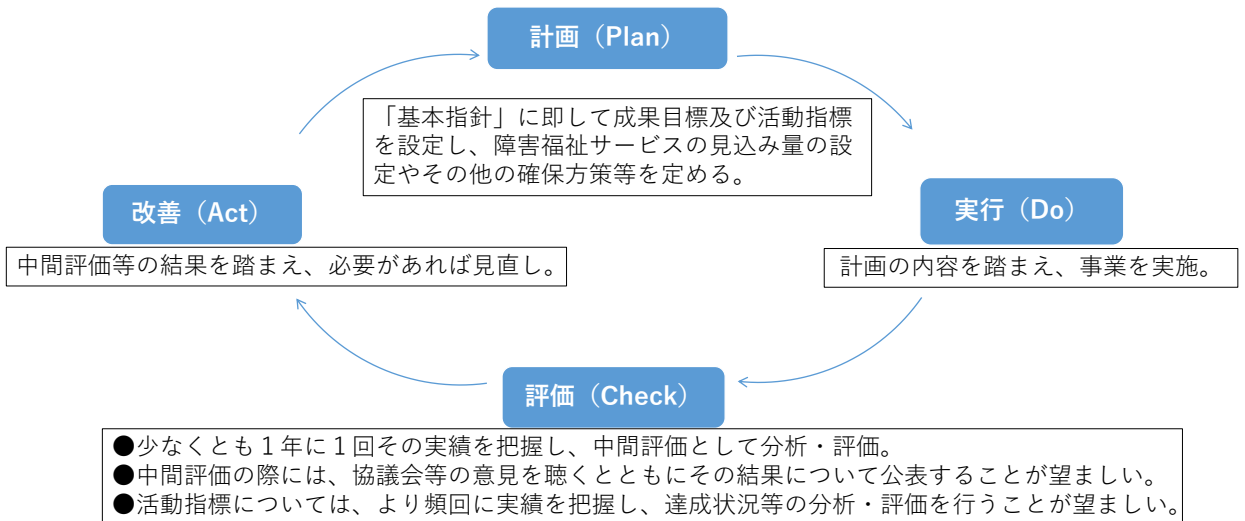 計画（Plan）
「基本指針」に即して成果目標及び活動指標
を設定し、障害福祉サービスの見込み量の設
定やその他の確保方策等を定める。
改善（Act）
中間評価等の結果を踏まえ、必要があれば見直し。
実行（Do）
計画の内容を踏まえ、事業を実施。
評価（Check）
●少なくとも１年に１回その実績を把握し、中間評価として分析・評価。
●中間評価の際には、協議会等の意見を聴くとともにその結果について公表することが望ましい。
●活動指標については、より頻回に実績を把握し、達成状況等の分析・評価を行うことが望ましい。